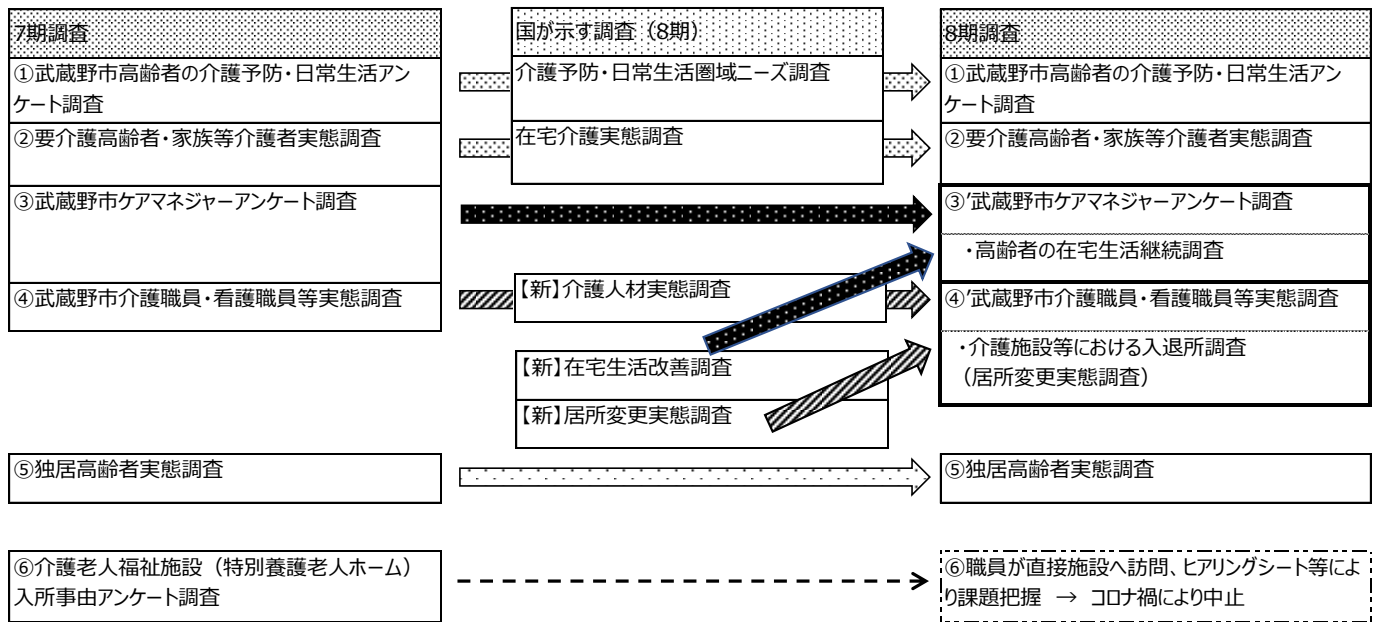 7期調査
①武蔵野市高齢者の介護予防・日常生活アン
ケート調査
②要介護高齢者・家族等介護者実態調査
③武蔵野市ケアマネジャーアンケート調査
④武蔵野市介護職員・看護職員等実態調査
国が示す調査（8期）
介護予防・日常生活圏域ニーズ調査
在宅介護実態調査
【新】介護人材実態調査
【新】在宅生活改善調査
【新】居所変更実態調査
8期調査
①武蔵野市高齢者の介護予防・日常生活アン
ケート調査
②要介護高齢者・家族等介護者実態調査
③’武蔵野市ケアマネジャーアンケート調査
・高齢者の在宅生活継続調査
④’武蔵野市介護職員・看護職員等実態調査
・介護施設等における入退所調査
（居所変更実態調査）
⑤独居高齢者実態調査
⑤独居高齢者実態調査
⑥介護老人福祉施設（特別養護老人ホーム）
入所事由アンケート調査
⑥職員が直接施設へ訪問、ヒアリングシート等によ
り課題把握　→　コロナ禍により中止